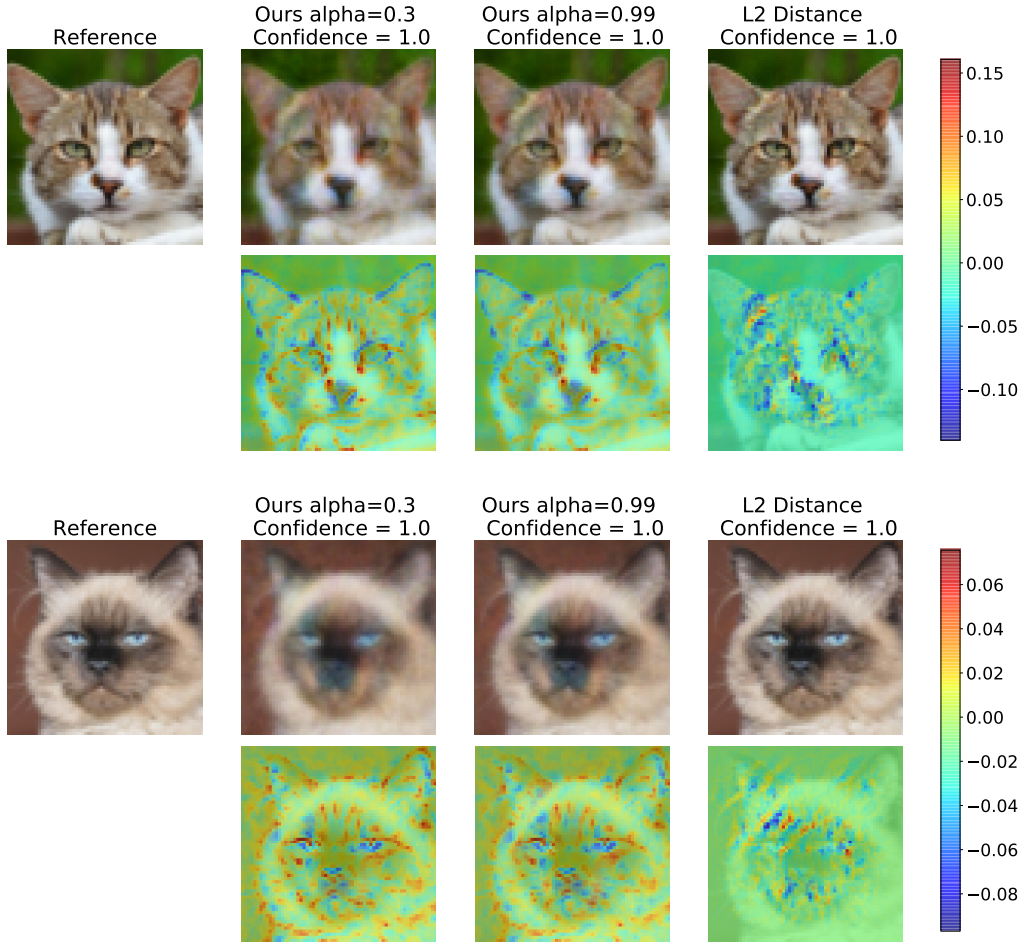 Reference
Ours alpha=0.3
Confidence = 1.0
Ours alpha=0.99
Confidence = 1.0
L2 Distance
Confidence = 1.0
0.15
0.10
0.05
0.00
−0.05
−0.10
Reference
Ours alpha=0.3
Confidence = 1.0
Ours alpha=0.99
Confidence = 1.0
L2 Distance
Confidence = 1.0
0.06
0.04
0.02
0.00
−0.02
−0.04
−0.06
−0.08